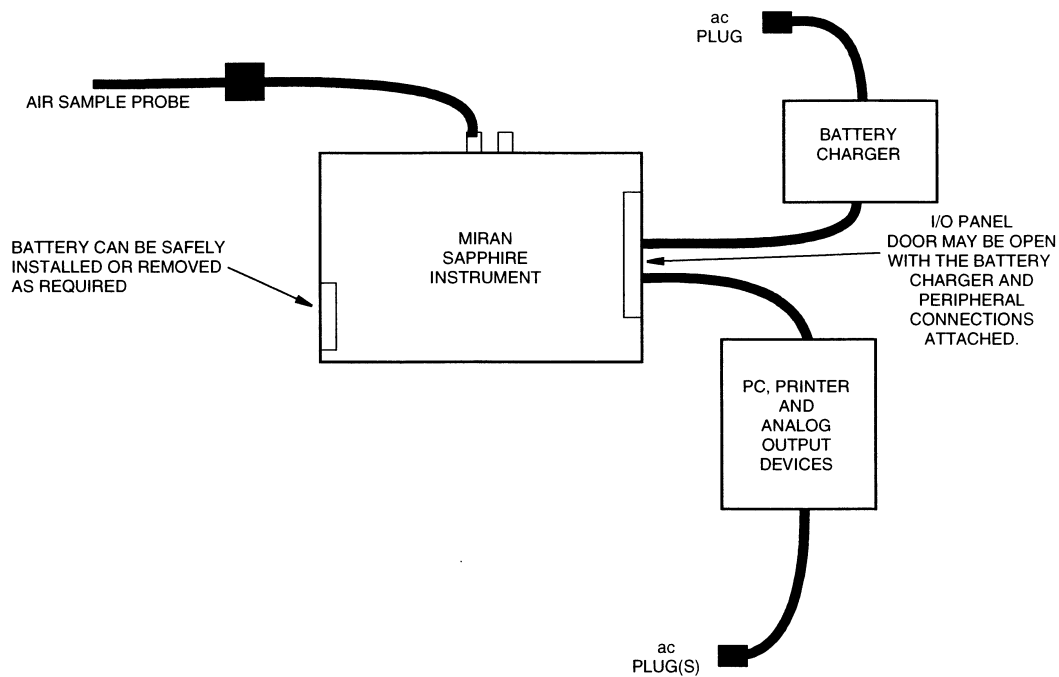 ac
PLUG
AIR SAMPLE PROBE
BATTERY
CHARGER
BATTERY CAN BE SAFELY
INSTALLED OR REMOVED
AS REQUIRED
MIRAN
SAPPHIRE
INSTRUMENT
I/O PANEL
DOOR MAY BE OPEN
WITH THE BATTERY
CHARGER AND
PERIPHERAL
CONNECTIONS
ATTACHED.
PC, PRINTER
AND
ANALOG
OUTPUT
DEVICES
ac
PLUG(S)